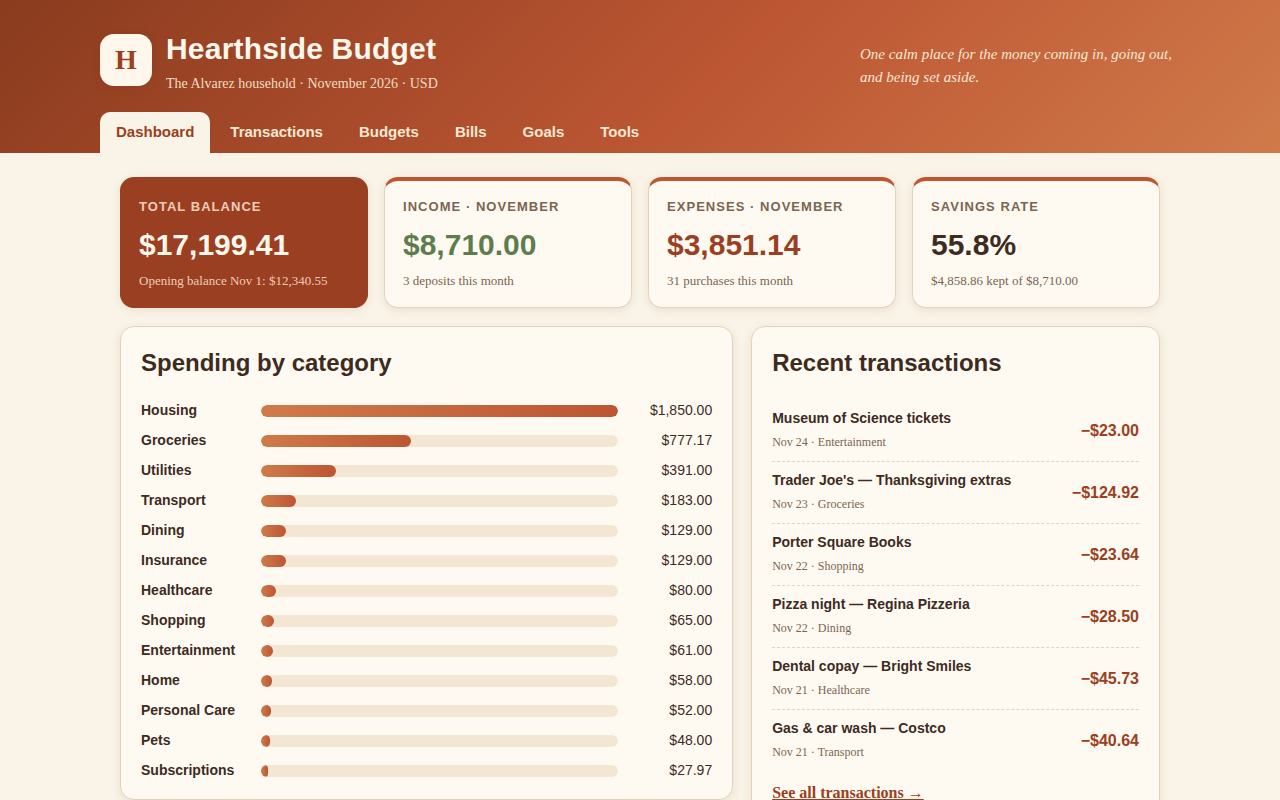 H
Hearthside Budget
The Alvarez household · November 2026 · USD
One calm place for the money coming in, going out,
and being set aside.
Dashboard Transactions Budgets Bills Goals Tools
TOTAL BALANCE
$17,199.41
Opening balance Nov 1: $12,340.55
INCOME · NOVEMBER
$8,710.00
3 deposits this month
EXPENSES · NOVEMBER
$3,851.14
31 purchases this month
SAVINGS RATE
55.8%
$4,858.86 kept of $8,710.00
Spending by category
Housing $1,850.00
Groceries $777.17
Utilities $391.00
Transport $183.00
Dining $129.00
Insurance $129.00
Healthcare $80.00
Shopping $65.00
Entertainment $61.00
Home $58.00
Personal Care $52.00
Pets $48.00
Subscriptions $27.97
Recent transactions
Museum of Science tickets
Nov 24 · Entertainment
−$23.00
Trader Joe's — Thanksgiving extras
Nov 23 · Groceries
−$124.92
Porter Square Books
Nov 22 · Shopping
−$23.64
Pizza night — Regina Pizzeria
Nov 22 · Dining
−$28.50
Dental copay — Bright Smiles
Nov 21 · Healthcare
−$45.73
Gas & car wash — Costco
Nov 21 · Transport
−$40.64
See all transactions →